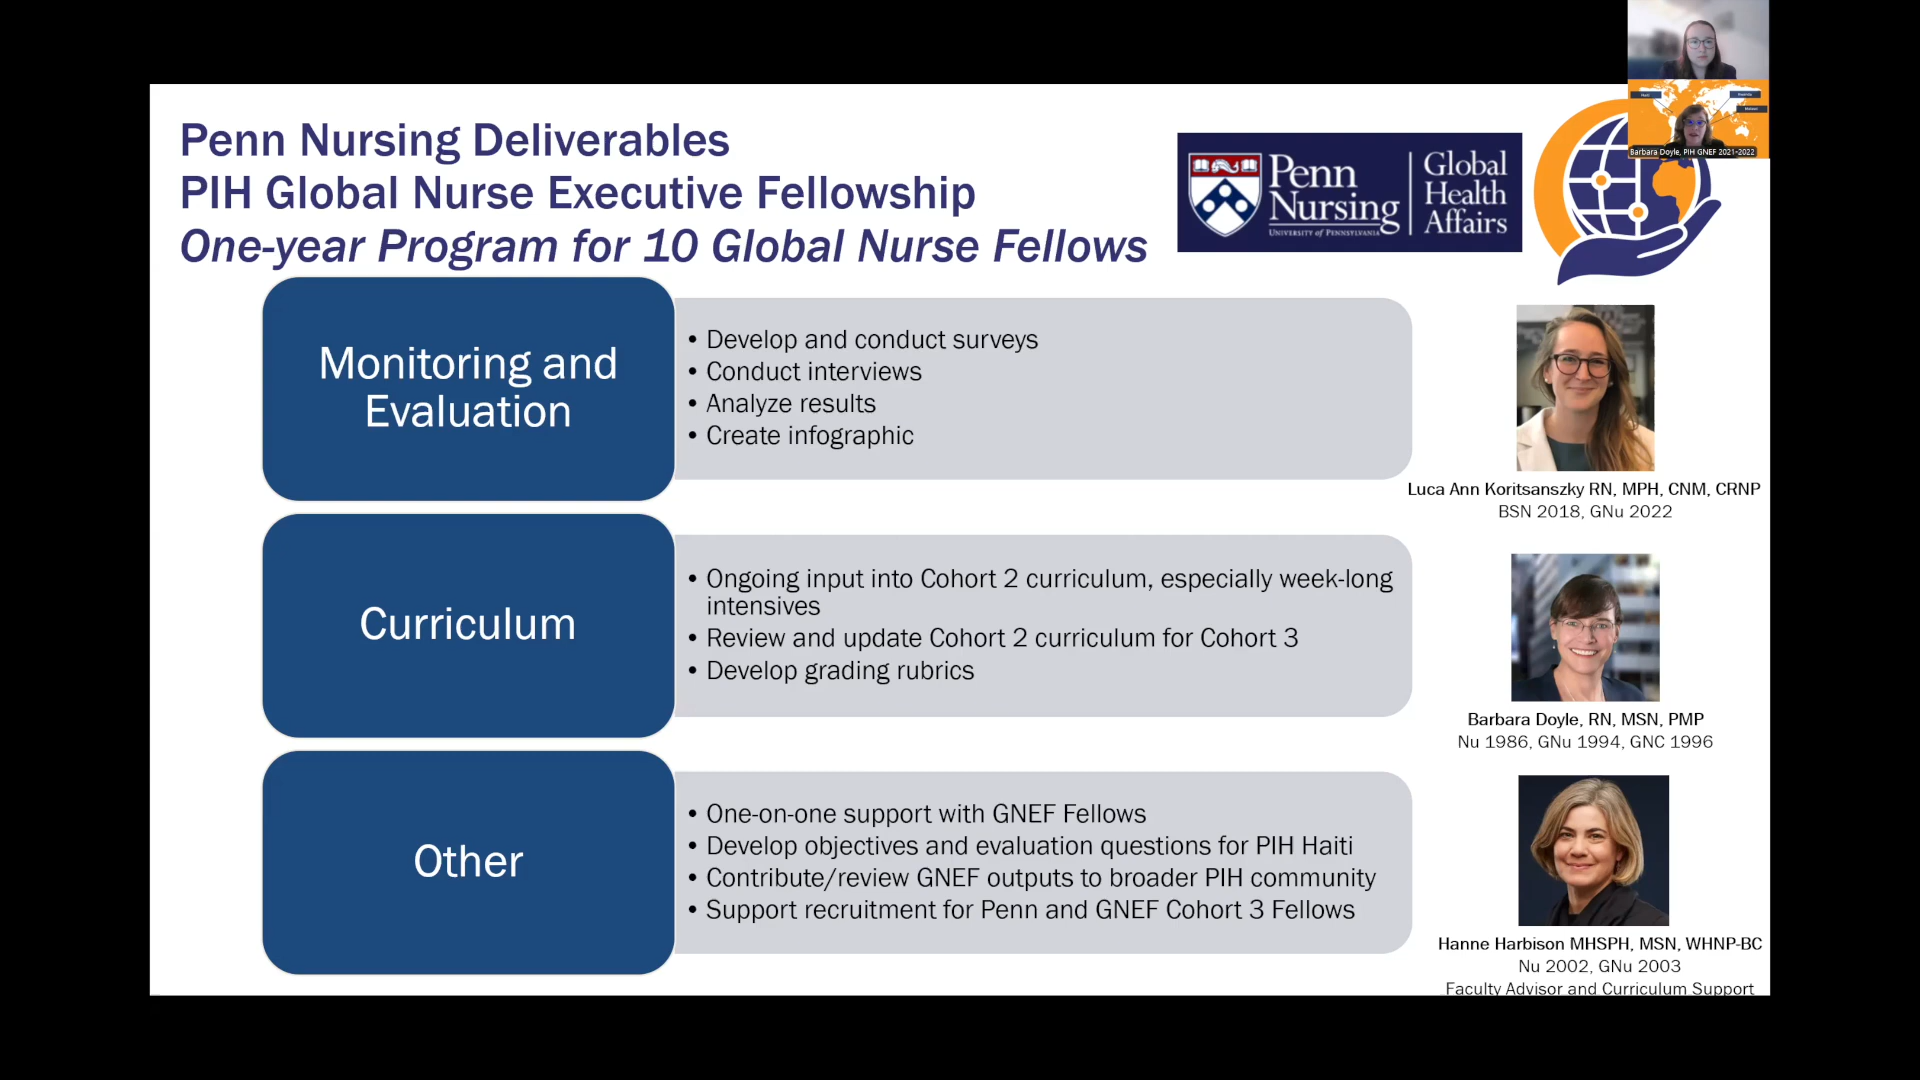 Penn Nursing Deliverables
PIH Global Nurse Executive Fellowship
One-year Program for 10 Global Nurse Fellows
Penn
Nursing
UNIVERSITY of PENNSYLVANIA
Global
Health
Affairs
Barbara Doyle, PIH GNEF 2021-2022
Monitoring and
Evaluation
• Develop and conduct surveys
• Conduct interviews
• Analyze results
• Create infographic
Curriculum
• Ongoing input into Cohort 2 curriculum, especially week-long
intensives
• Review and update Cohort 2 curriculum for Cohort 3
• Develop grading rubrics
Other
• One-on-one support with GNEF Fellows
• Develop objectives and evaluation questions for PIH Haiti
• Contribute/review GNEF outputs to broader PIH community
• Support recruitment for Penn and GNEF Cohort 3 Fellows
Luca Ann Koritsanszky RN, MPH, CNM, CRNP
BSN 2018, GNu 2022
Barbara Doyle, RN, MSN, PMP
Nu 1986, GNu 1994, GNC 1996
Hanne Harbison MHSPH, MSN, WHNP-BC
Nu 2002, GNu 2003
Faculty Advisor and Curriculum Support